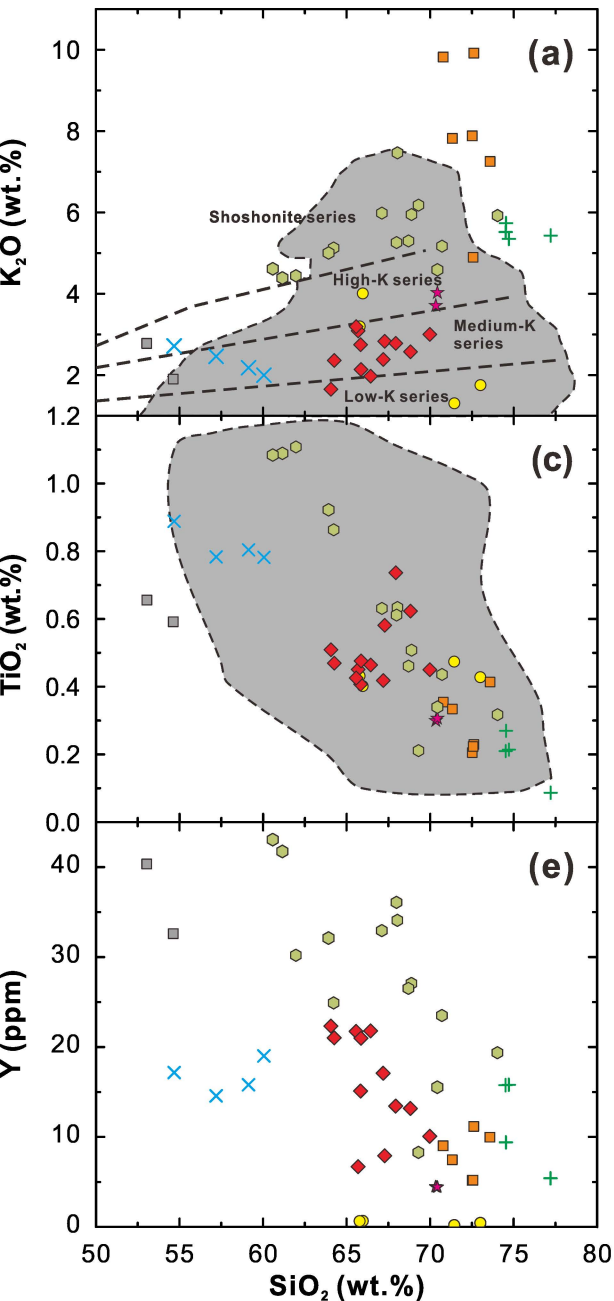 (a)
10
8
6
4
2
K₂O (wt.%)
Shoshonite series
High-K series
Medium-K
series
Low-K series
(c)
1.2
1.0
0.8
0.6
0.4
0.2
0.0
TiO₂ (wt.%)
(e)
40
30
20
10
0
Y (ppm)
50 55 60 65 70 75 80
SiO₂ (wt.%)